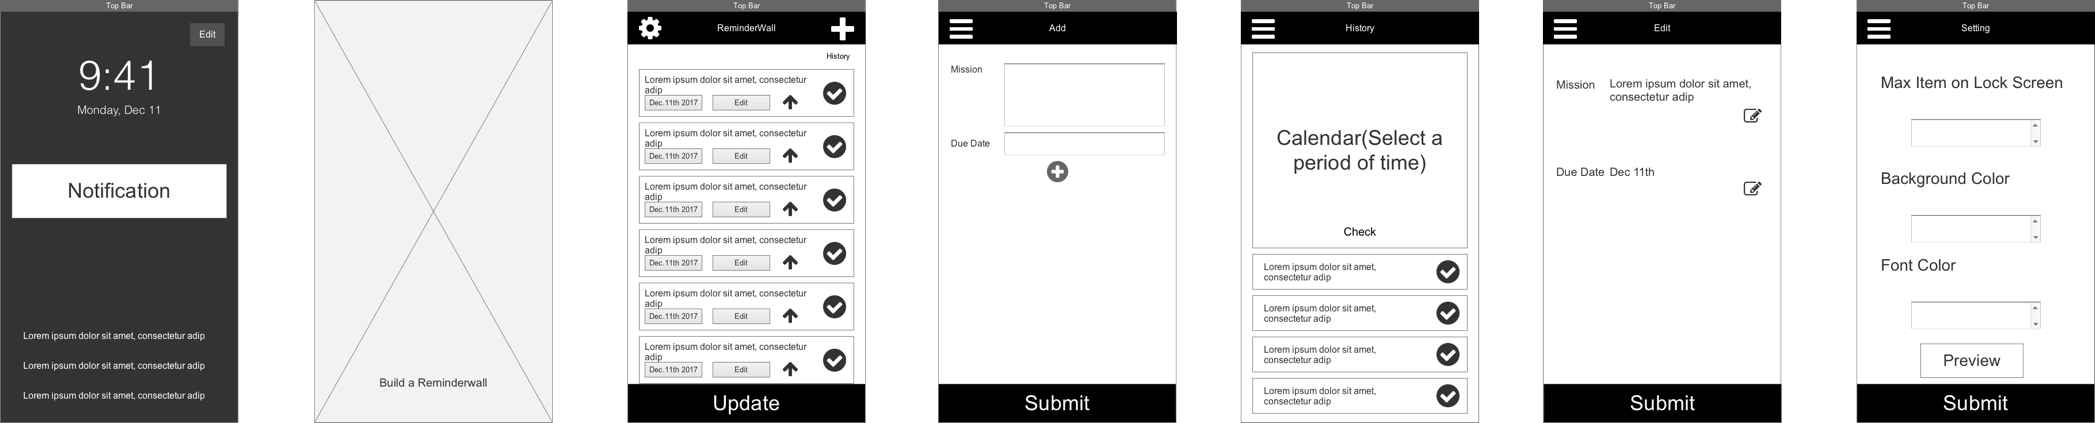 Top Bar
Edit
9:41
Monday, Dec 11
Notification
Lorem ipsum dolor sit amet, consectetur adip
Lorem ipsum dolor sit amet, consectetur adip
Lorem ipsum dolor sit amet, consectetur adip
Build a Reminderwall
Top Bar
ReminderWall
History
Lorem ipsum dolor sit amet, consectetur
adip
Dec.11th 2017 Edit
Lorem ipsum dolor sit amet, consectetur
adip
Dec.11th 2017 Edit
Lorem ipsum dolor sit amet, consectetur
adip
Dec.11th 2017 Edit
Lorem ipsum dolor sit amet, consectetur
adip
Dec.11th 2017 Edit
Lorem ipsum dolor sit amet, consectetur
adip
Dec.11th 2017 Edit
Lorem ipsum dolor sit amet, consectetur
adip
Dec.11th 2017 Edit
Update
Top Bar
Add
Mission
Due Date
Submit
Top Bar
History
Calendar(Select a
period of time)
Check
Lorem ipsum dolor sit amet,
consectetur adip
Lorem ipsum dolor sit amet,
consectetur adip
Lorem ipsum dolor sit amet,
consectetur adip
Lorem ipsum dolor sit amet,
consectetur adip
Top Bar
Edit
Mission Lorem ipsum dolor sit amet,
consectetur adip
Due Date Dec 11th
Submit
Top Bar
Setting
Max Item on Lock Screen
Background Color
Font Color
Preview
Submit